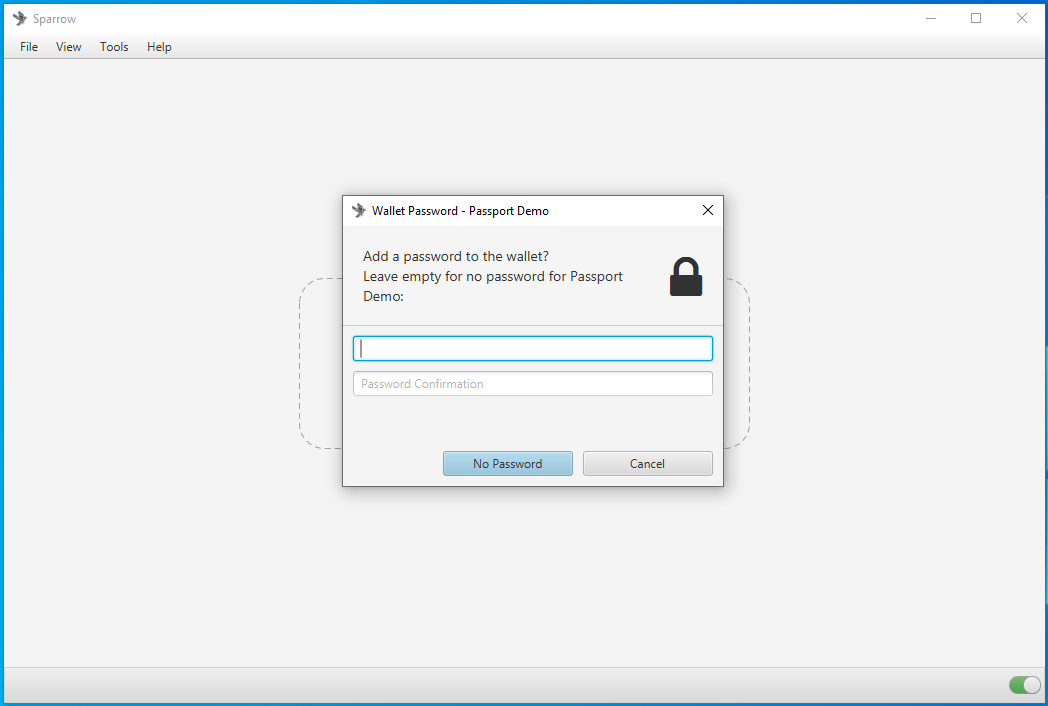 Sparrow
File View Tools Help
Wallet Password - Passport Demo
Add a password to the wallet?
Leave empty for no password for Passport
Demo:
Password Confirmation
No Password Cancel